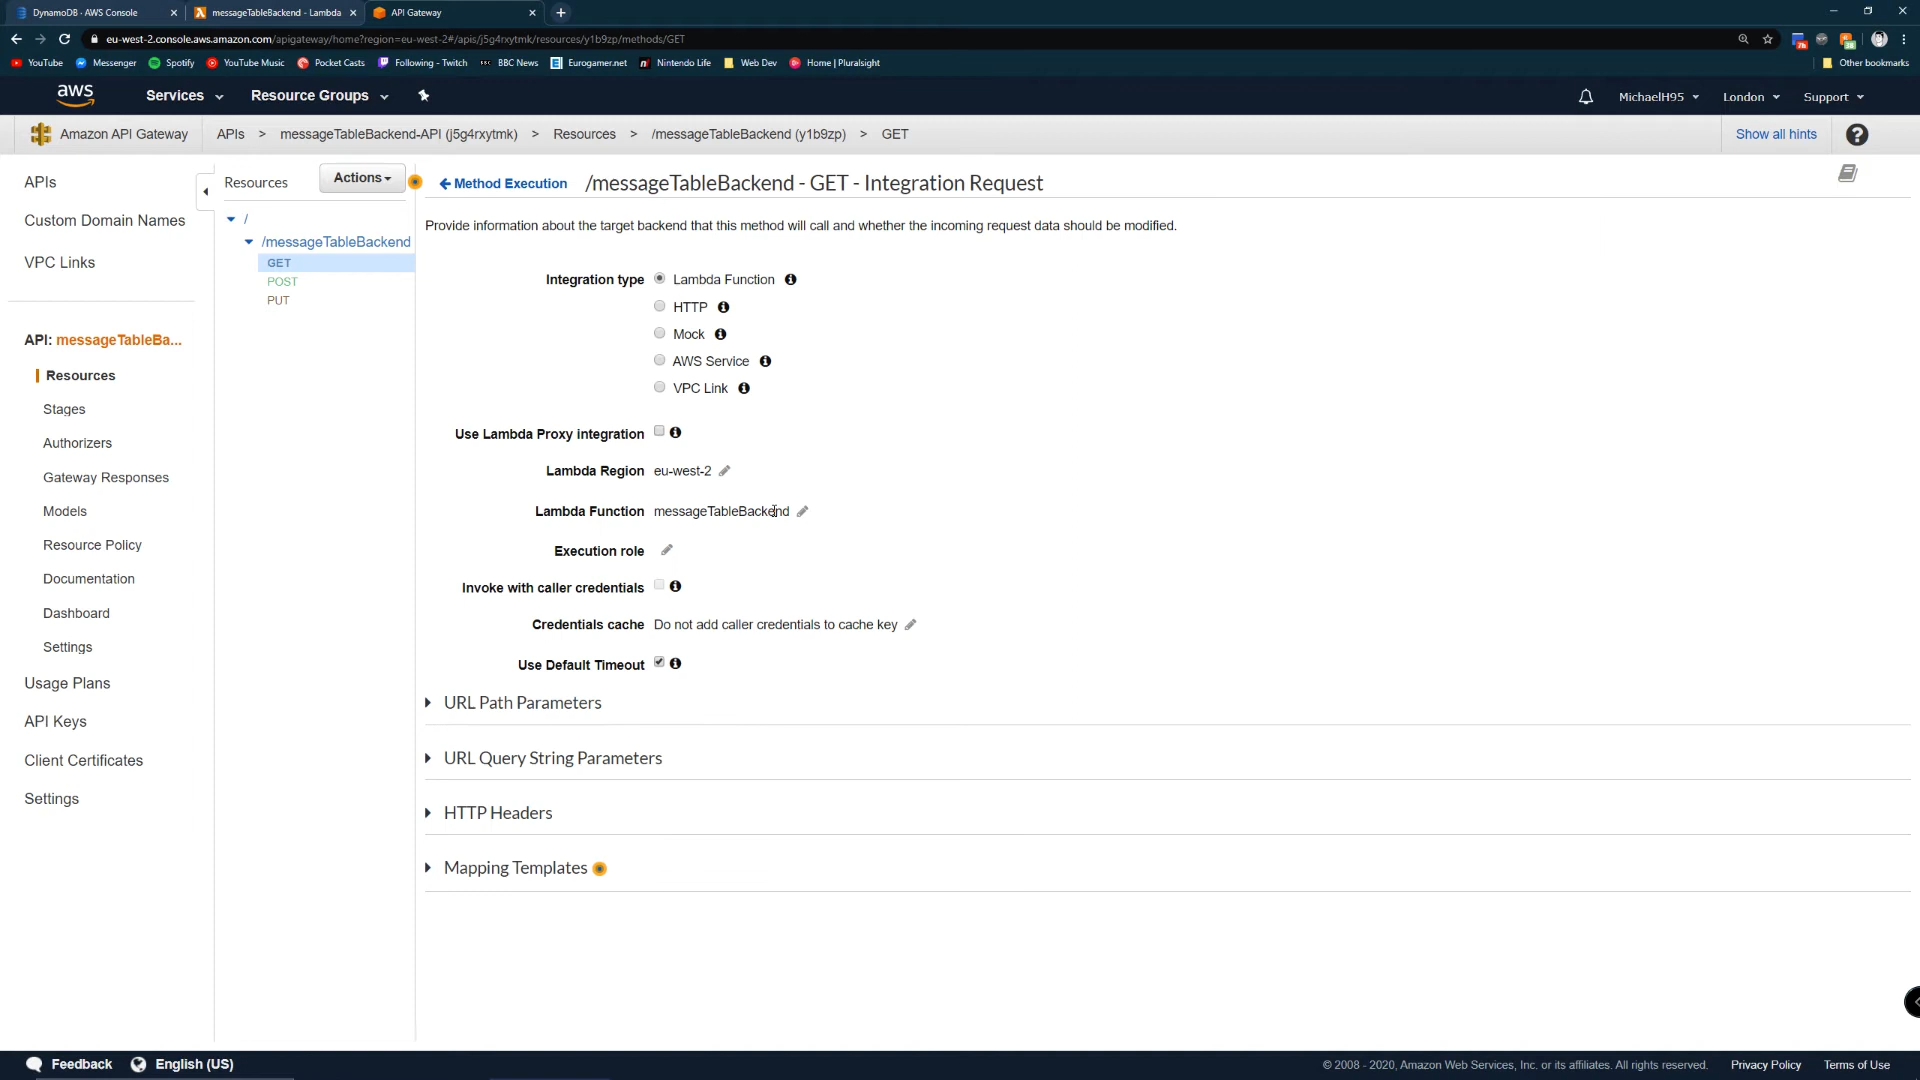 DynamoDB · AWS Console
messageTableBackend - Lambda
API Gateway
eu-west-2.console.aws.amazon.com/apigateway/home?region=eu-west-2#/apis/j5g4rxytmk/resources/y1b9zp/methods/GET
YouTube
Messenger
Spotify
YouTube Music
Pocket Casts
Following - Twitch
BBC News
Eurogamer.net
Nintendo Life
Web Dev
Home | Pluralsight
Other bookmarks
aws
Services
Resource Groups
MichaelH95
London
Support
Amazon API Gateway
APIs > messageTableBackend-API (j5g4rxytmk) > Resources > /messageTableBackend (y1b9zp) > GET
Show all hints
APIs
Custom Domain Names
VPC Links
API: messageTableBa...
Resources
Stages
Authorizers
Gateway Responses
Models
Resource Policy
Documentation
Dashboard
Settings
Usage Plans
API Keys
Client Certificates
Settings
Resources
Actions
/
/messageTableBackend
GET
POST
PUT
Method Execution
/messageTableBackend - GET - Integration Request
Provide information about the target backend that this method will call and whether the incoming request data should be modified.
Integration type
Lambda Function
HTTP
Mock
AWS Service
VPC Link
Use Lambda Proxy integration
Lambda Region eu-west-2
Lambda Function messageTableBackend
Execution role
Invoke with caller credentials
Credentials cache Do not add caller credentials to cache key
Use Default Timeout
URL Path Parameters
URL Query String Parameters
HTTP Headers
Mapping Templates
Feedback
English (US)
© 2008 - 2020, Amazon Web Services, Inc. or its affiliates. All rights reserved.
Privacy Policy
Terms of Use